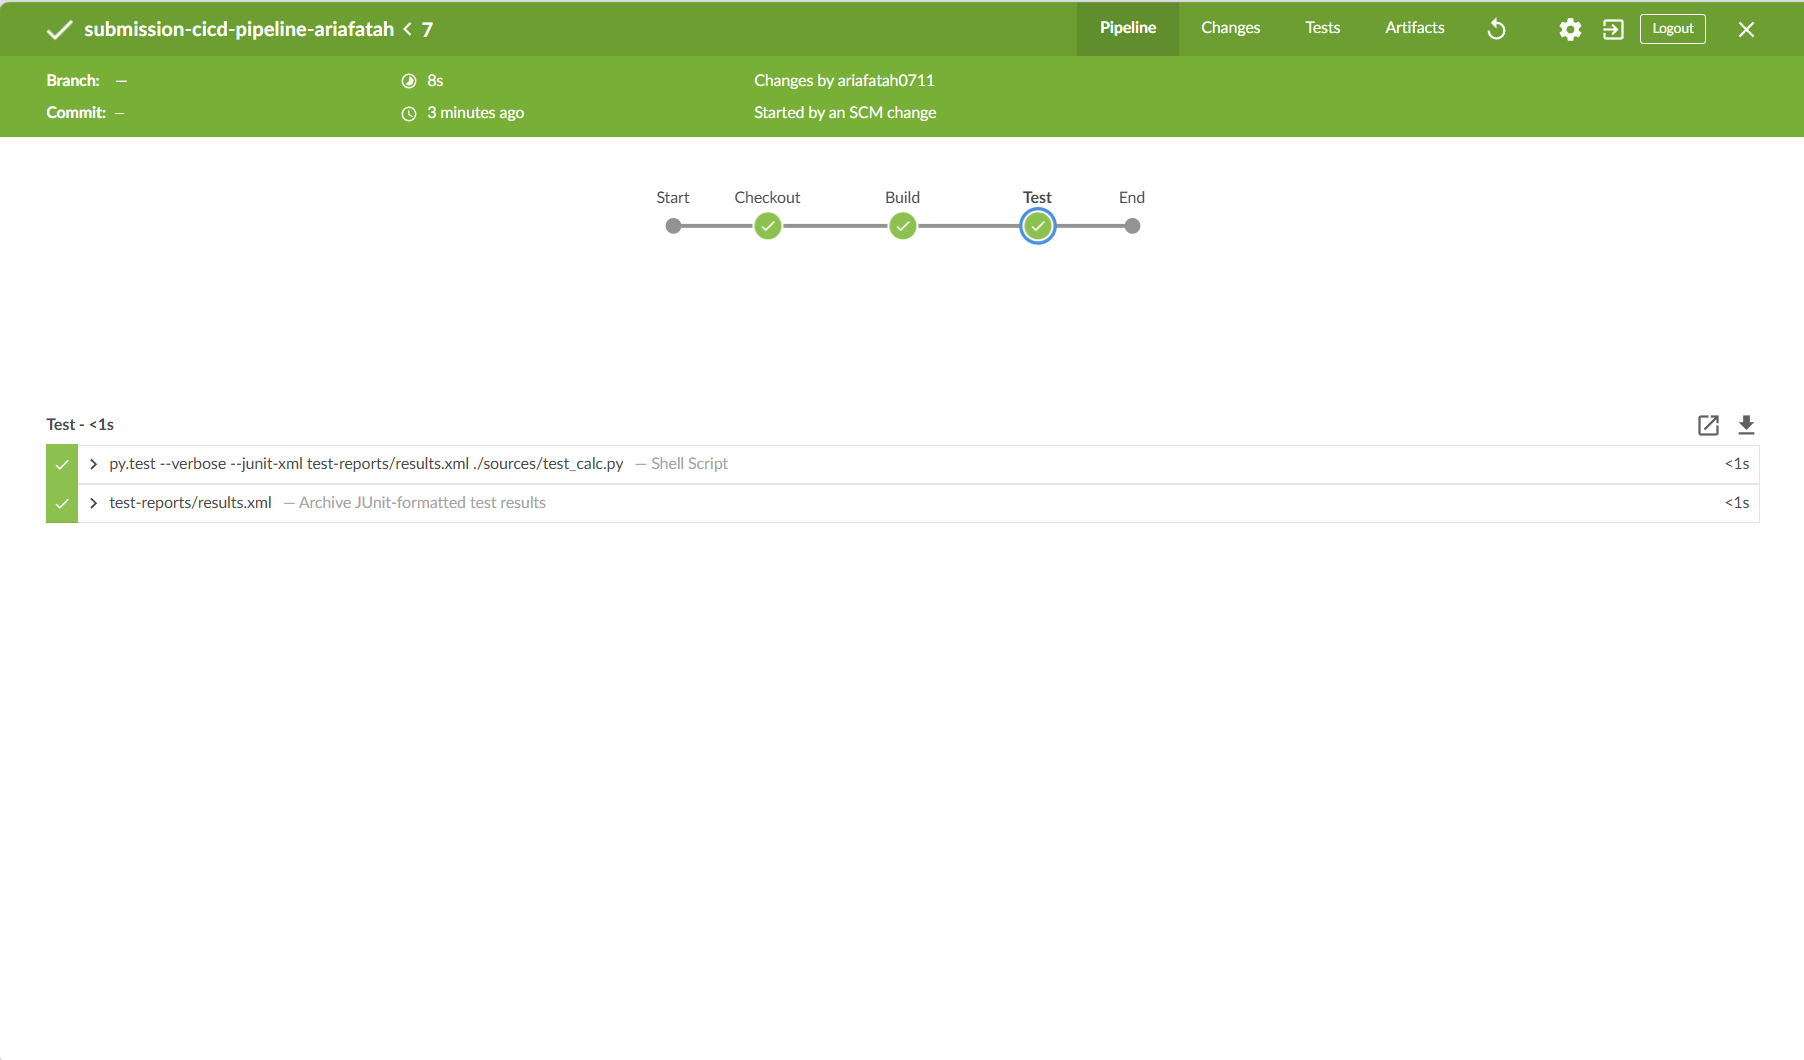 submission-cicd-pipeline-ariafatah < 7
Pipeline
Changes
Tests
Artifacts
Logout
Branch: —
8s
Changes by ariafatah0711
Commit: —
3 minutes ago
Started by an SCM change
Start
Checkout
Build
Test
End
Test - <1s
py.test --verbose --junit-xml test-reports/results.xml ./sources/test_calc.py — Shell Script
<1s
test-reports/results.xml — Archive JUnit-formatted test results
<1s